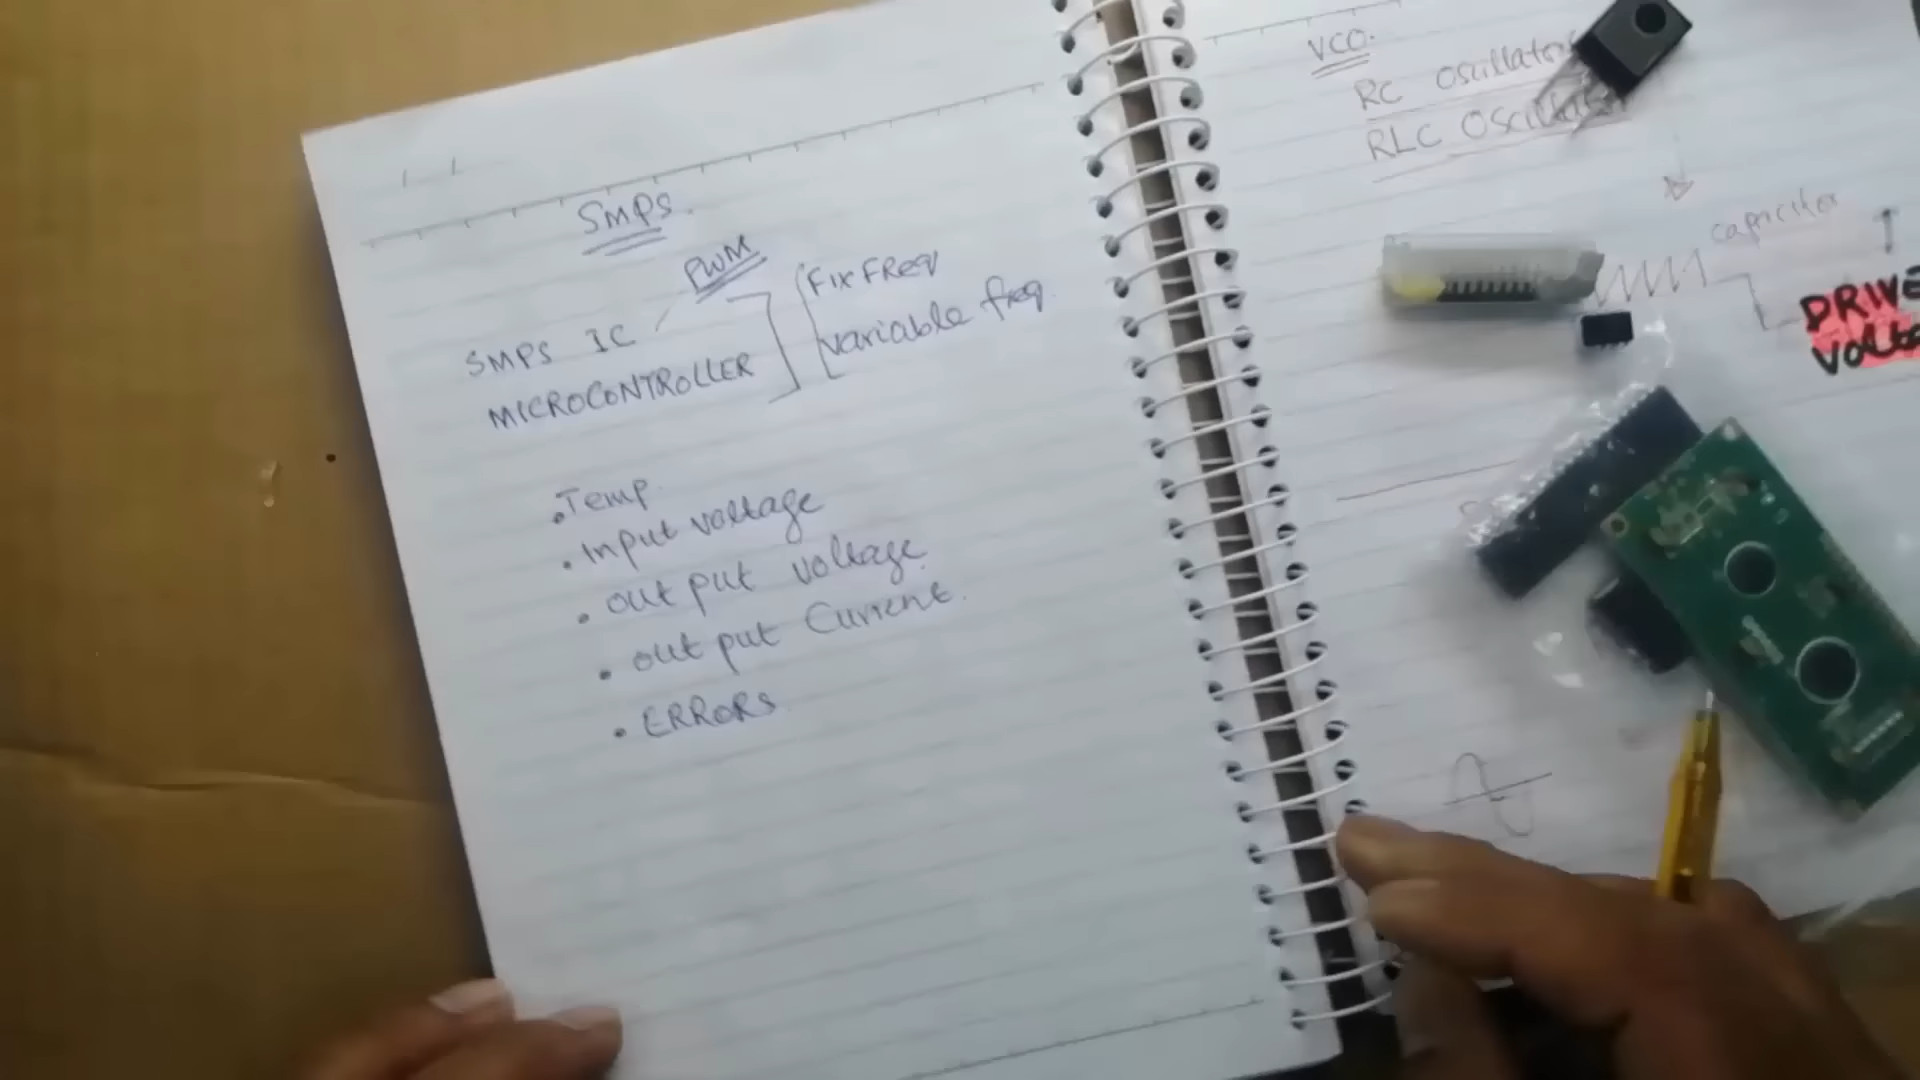 SMPS.
PWM
SMPS IC
MICROCONTROLLER
FIX FREQ
variable freq.
.Temp.
. Input voltage
. out put voltage
. out put Current.
. ERRORS
VCO.
RC oscillator
RLC OSCillator
capacitor
DRIVE
Volta